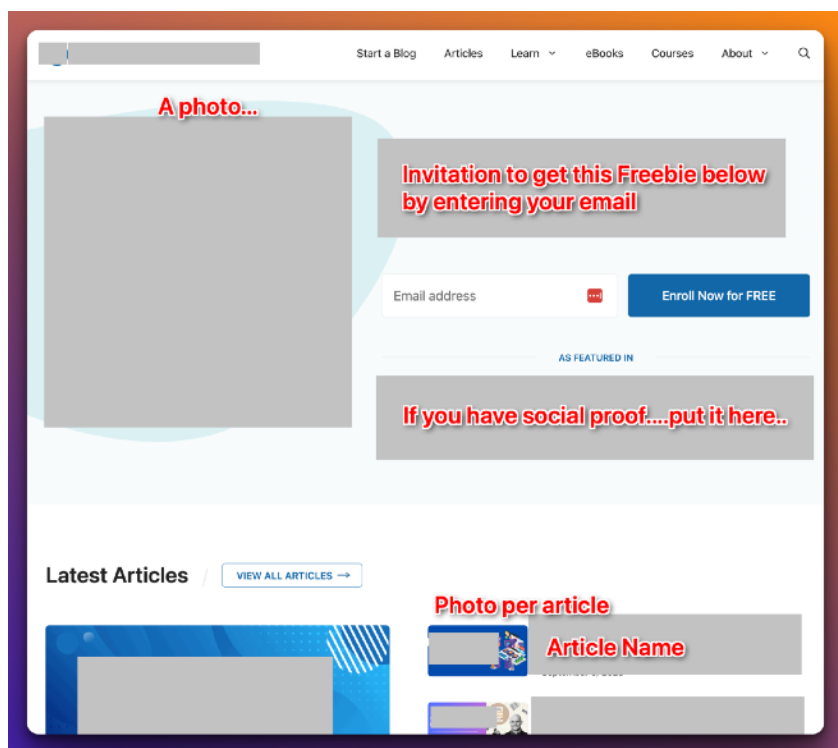 Start a Blog Articles Learn eBooks Courses About
A photo...
Invitation to get this Freebie below
by entering your email
Email address
Enroll Now for FREE
AS FEATURED IN
If you have social proof....put it here..
Latest Articles / VIEW ALL ARTICLES →
Photo per article
Article Name